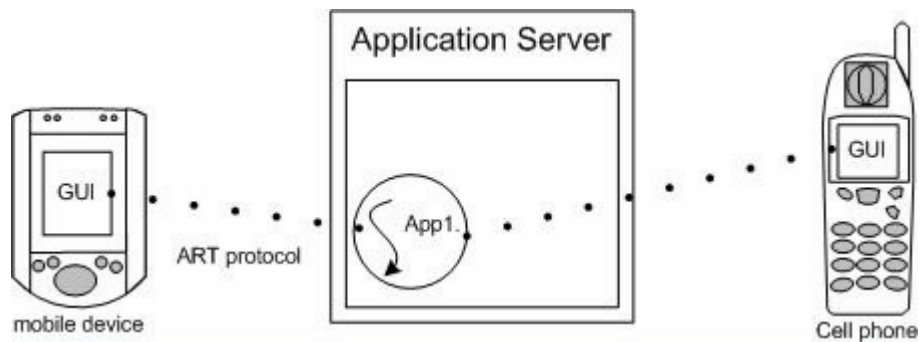 Application Server
GUI
GUI
App1.
ART protocol
mobile device
Cell phone